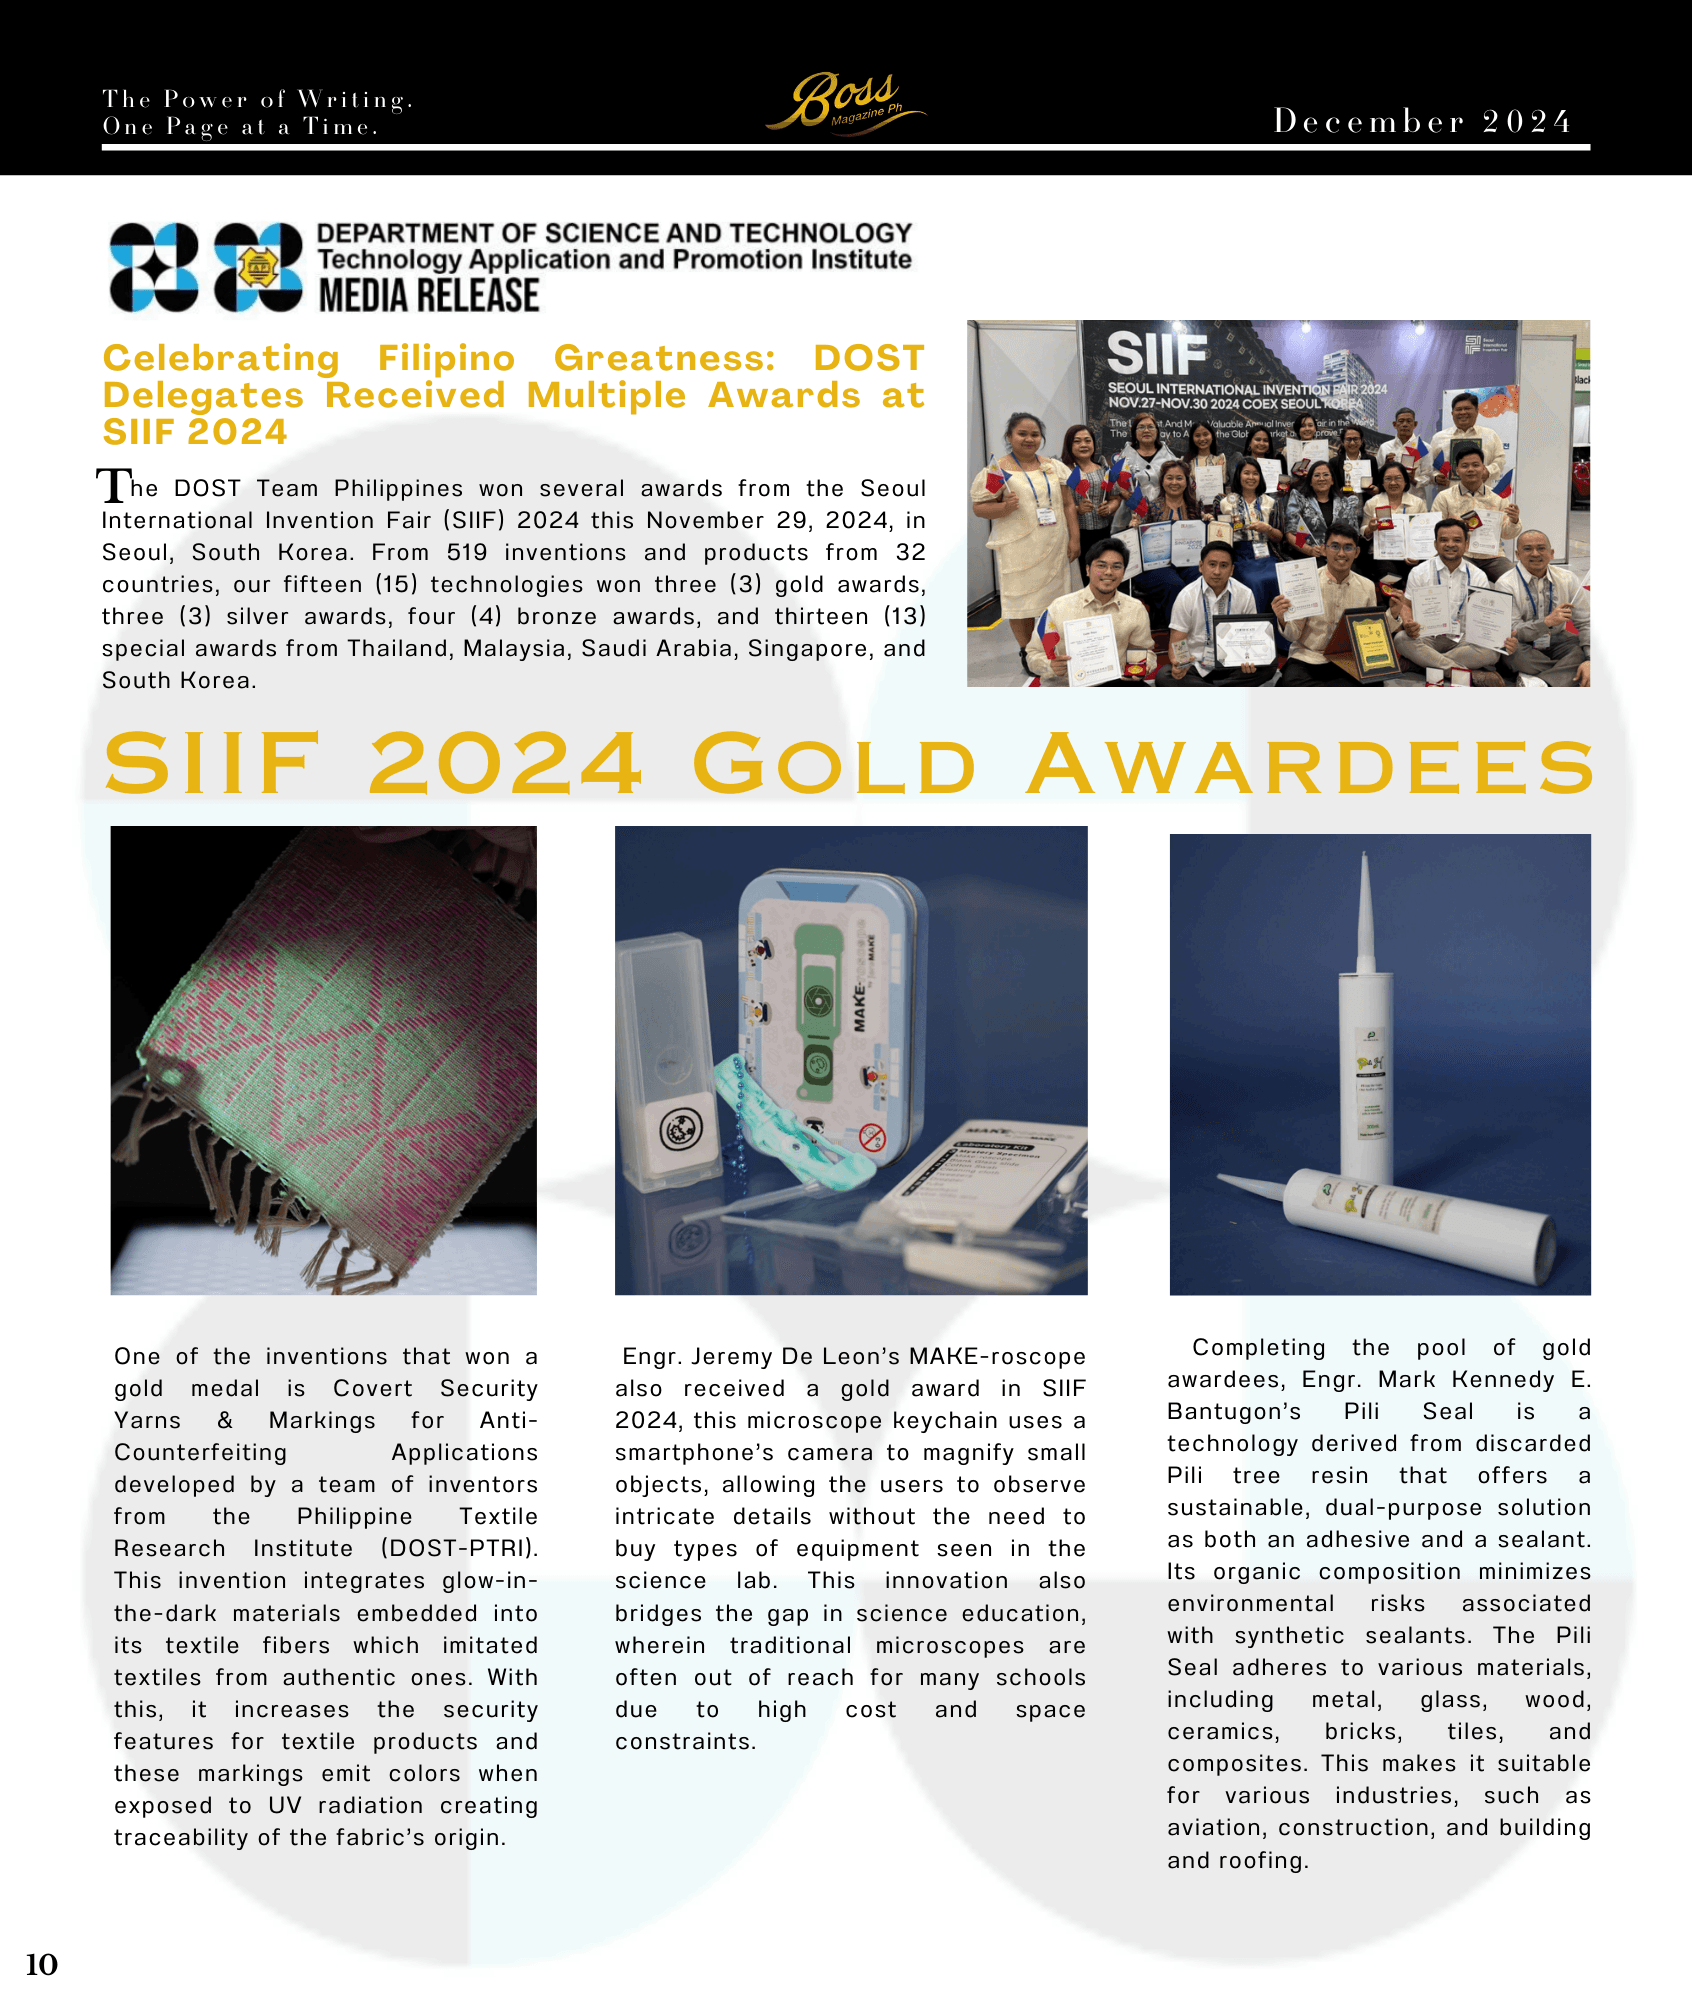 The Power of Writing.
One Page at a Time.
Boss
Magazine Ph
December 2024
DEPARTMENT OF SCIENCE AND TECHNOLOGY
Technology Application and Promotion Institute
MEDIA RELEASE
Celebrating Filipino Greatness: DOST
Delegates Received Multiple Awards at
SIIF 2024
The DOST Team Philippines won several awards from the Seoul
International Invention Fair (SIIF) 2024 this November 29, 2024, in
Seoul, South Korea. From 519 inventions and products from 32
countries, our fifteen (15) technologies won three (3) gold awards,
three (3) silver awards, four (4) bronze awards, and thirteen (13)
special awards from Thailand, Malaysia, Saudi Arabia, Singapore, and
South Korea.
SIIF
SEOUL INTERNATIONAL INVENTION FAIR 2024
NOV.27-NOV.30 2024 COEX SEOUL KOREA
SIIF 2024 GOLD AWARDEES
MAKE-
MAKE
Laboratory Kit
Mystery Specimen
One of the inventions that won a
gold medal is Covert Security
Yarns & Markings for Anti-
Counterfeiting Applications
developed by a team of inventors
from the Philippine Textile
Research Institute (DOST-PTRI).
This invention integrates glow-in-
the-dark materials embedded into
its textile fibers which imitated
textiles from authentic ones. With
this, it increases the security
features for textile products and
these markings emit colors when
exposed to UV radiation creating
traceability of the fabric's origin.
Engr. Jeremy De Leon's MAKE-roscope
also received a gold award in SIIF
2024, this microscope keychain uses a
smartphone's camera to magnify small
objects, allowing the users to observe
intricate details without the need to
buy types of equipment seen in the
science lab. This innovation also
bridges the gap in science education,
wherein traditional microscopes are
often out of reach for many schools
due to high cost and space
constraints.
Completing the pool of gold
awardees, Engr. Mark Kennedy E.
Bantugon's Pili Seal is a
technology derived from discarded
Pili tree resin that offers a
sustainable, dual-purpose solution
as both an adhesive and a sealant.
Its organic composition minimizes
environmental risks associated
with synthetic sealants. The Pili
Seal adheres to various materials,
including metal, glass, wood,
ceramics, bricks, tiles, and
composites. This makes it suitable
for various industries, such as
aviation, construction, and building
and roofing.
10